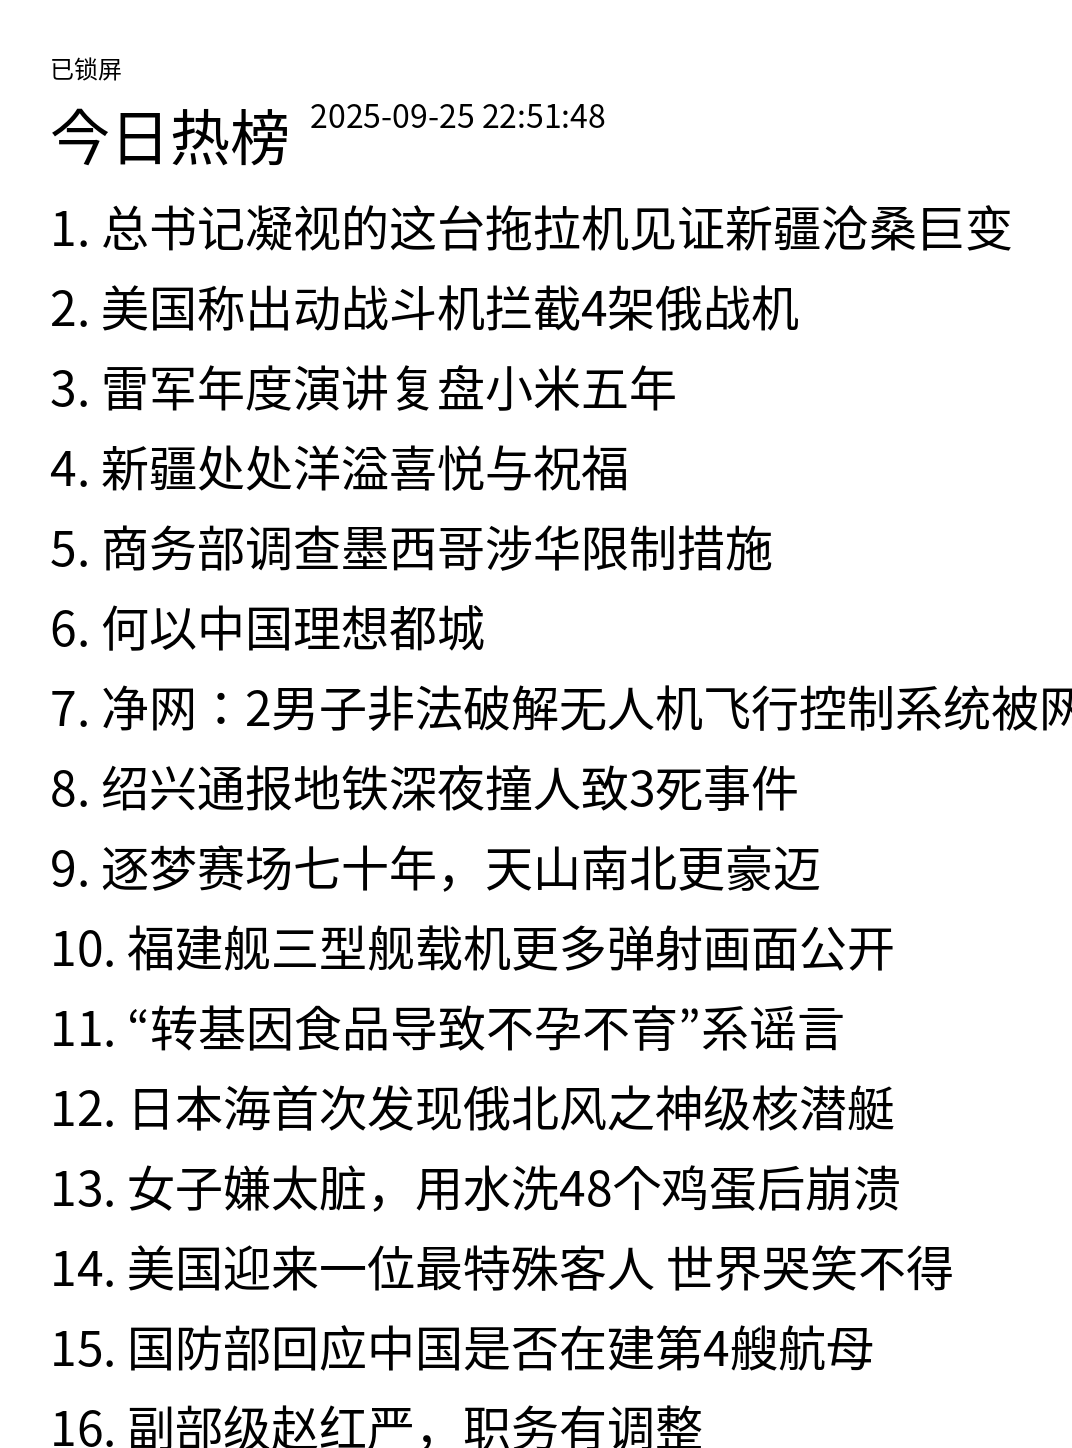 已锁屏
今日热榜 2025-09-25 22:51:48
1. 总书记凝视的这台拖拉机见证新疆沧桑巨变
2. 美国称出动战斗机拦截4架俄战机
3. 雷军年度演讲复盘小米五年
4. 新疆处处洋溢喜悦与祝福
5. 商务部调查墨西哥涉华限制措施
6. 何以中国理想都城
7. 净网：2男子非法破解无人机飞行控制系统被网
8. 绍兴通报地铁深夜撞人致3死事件
9. 逐梦赛场七十年，天山南北更豪迈
10. 福建舰三型舰载机更多弹射画面公开
11. “转基因食品导致不孕不育”系谣言
12. 日本海首次发现俄北风之神级核潜艇
13. 女子嫌太脏，用水洗48个鸡蛋后崩溃
14. 美国迎来一位最特殊客人 世界哭笑不得
15. 国防部回应中国是否在建第4艘航母
16. 副部级赵红严，职务有调整